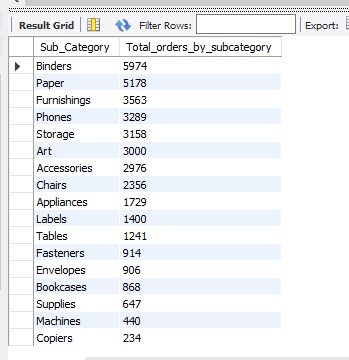 Result Grid Filter Rows: Export:
Sub_Category Total_orders_by_subcategory
Binders 5974
Paper 5178
Furnishings 3563
Phones 3289
Storage 3158
Art 3000
Accessories 2976
Chairs 2356
Appliances 1729
Labels 1400
Tables 1241
Fasteners 914
Envelopes 906
Bookcases 868
Supplies 647
Machines 440
Copiers 234